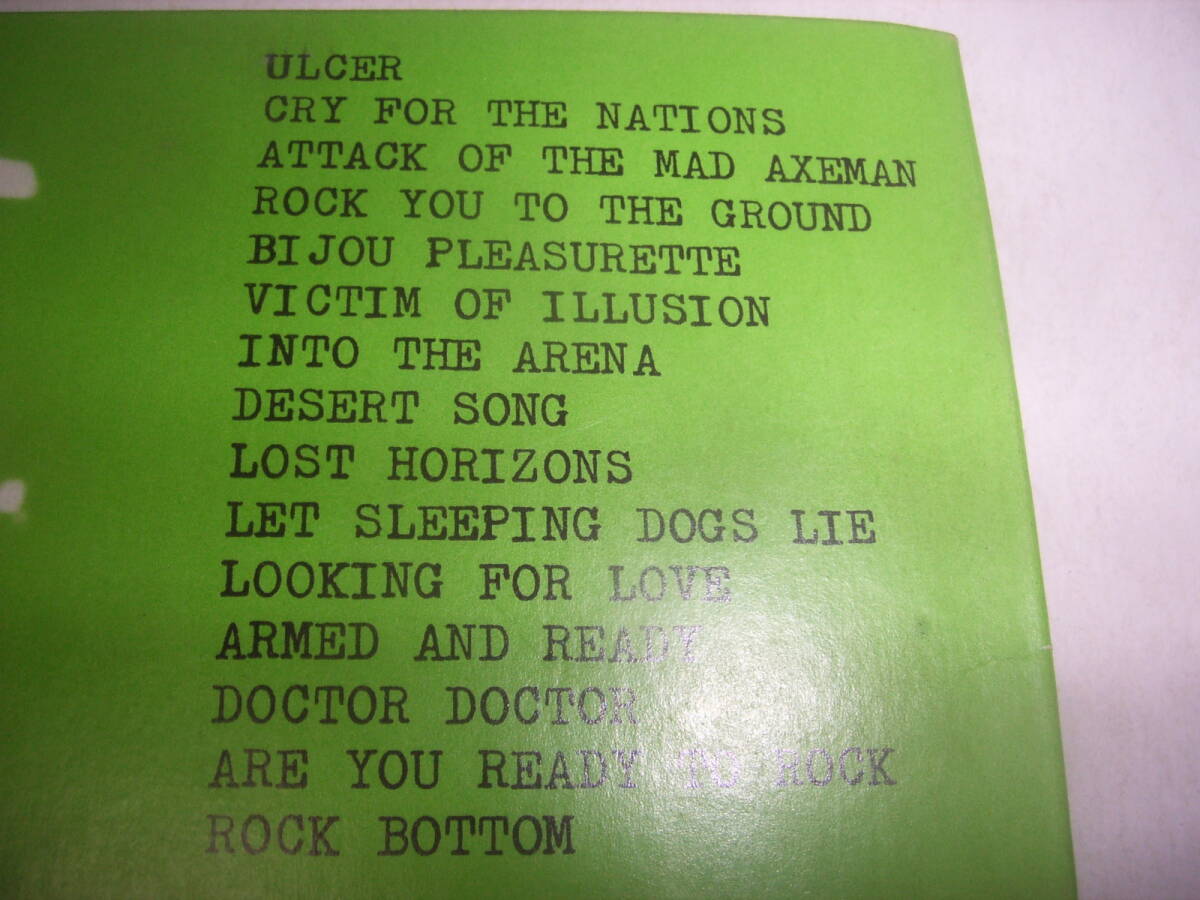 ULCER
CRY FOR THE NATIONS
ATTACK OF THE MAD AXEMAN
ROCK YOU TO THE GROUND
BIJOU PLEASURETTE
VICTIM OF ILLUSION
INTO THE ARENA
DESERT SONG
LOST HORIZONS
LET SLEEPING DOGS LIE
LOOKING FOR LOVE
ARMED AND READY
DOCTOR DOCTOR
ARE YOU READY TO ROCK
ROCK BOTTOM